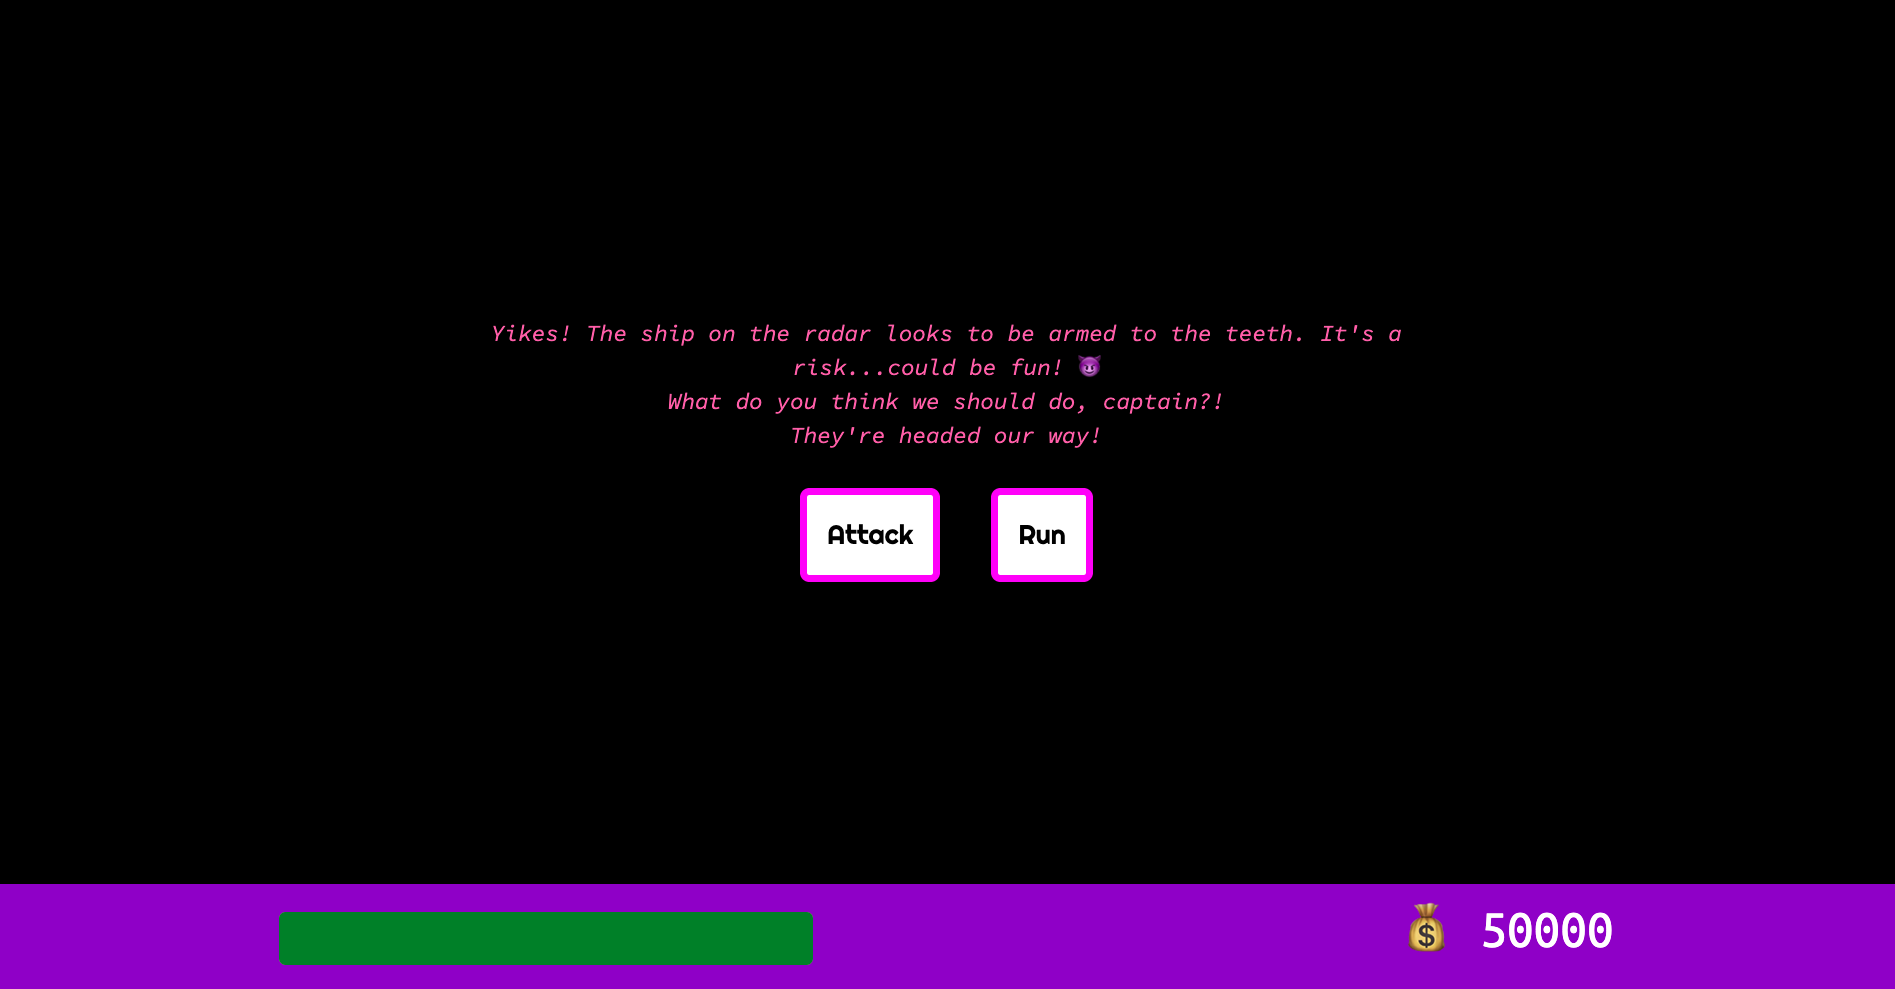 Yikes! The ship on the radar looks to be armed to the teeth. It's a
risk...could be fun! 😈
What do you think we should do, captain?!
They're headed our way!
Attack
Run
💰 50000